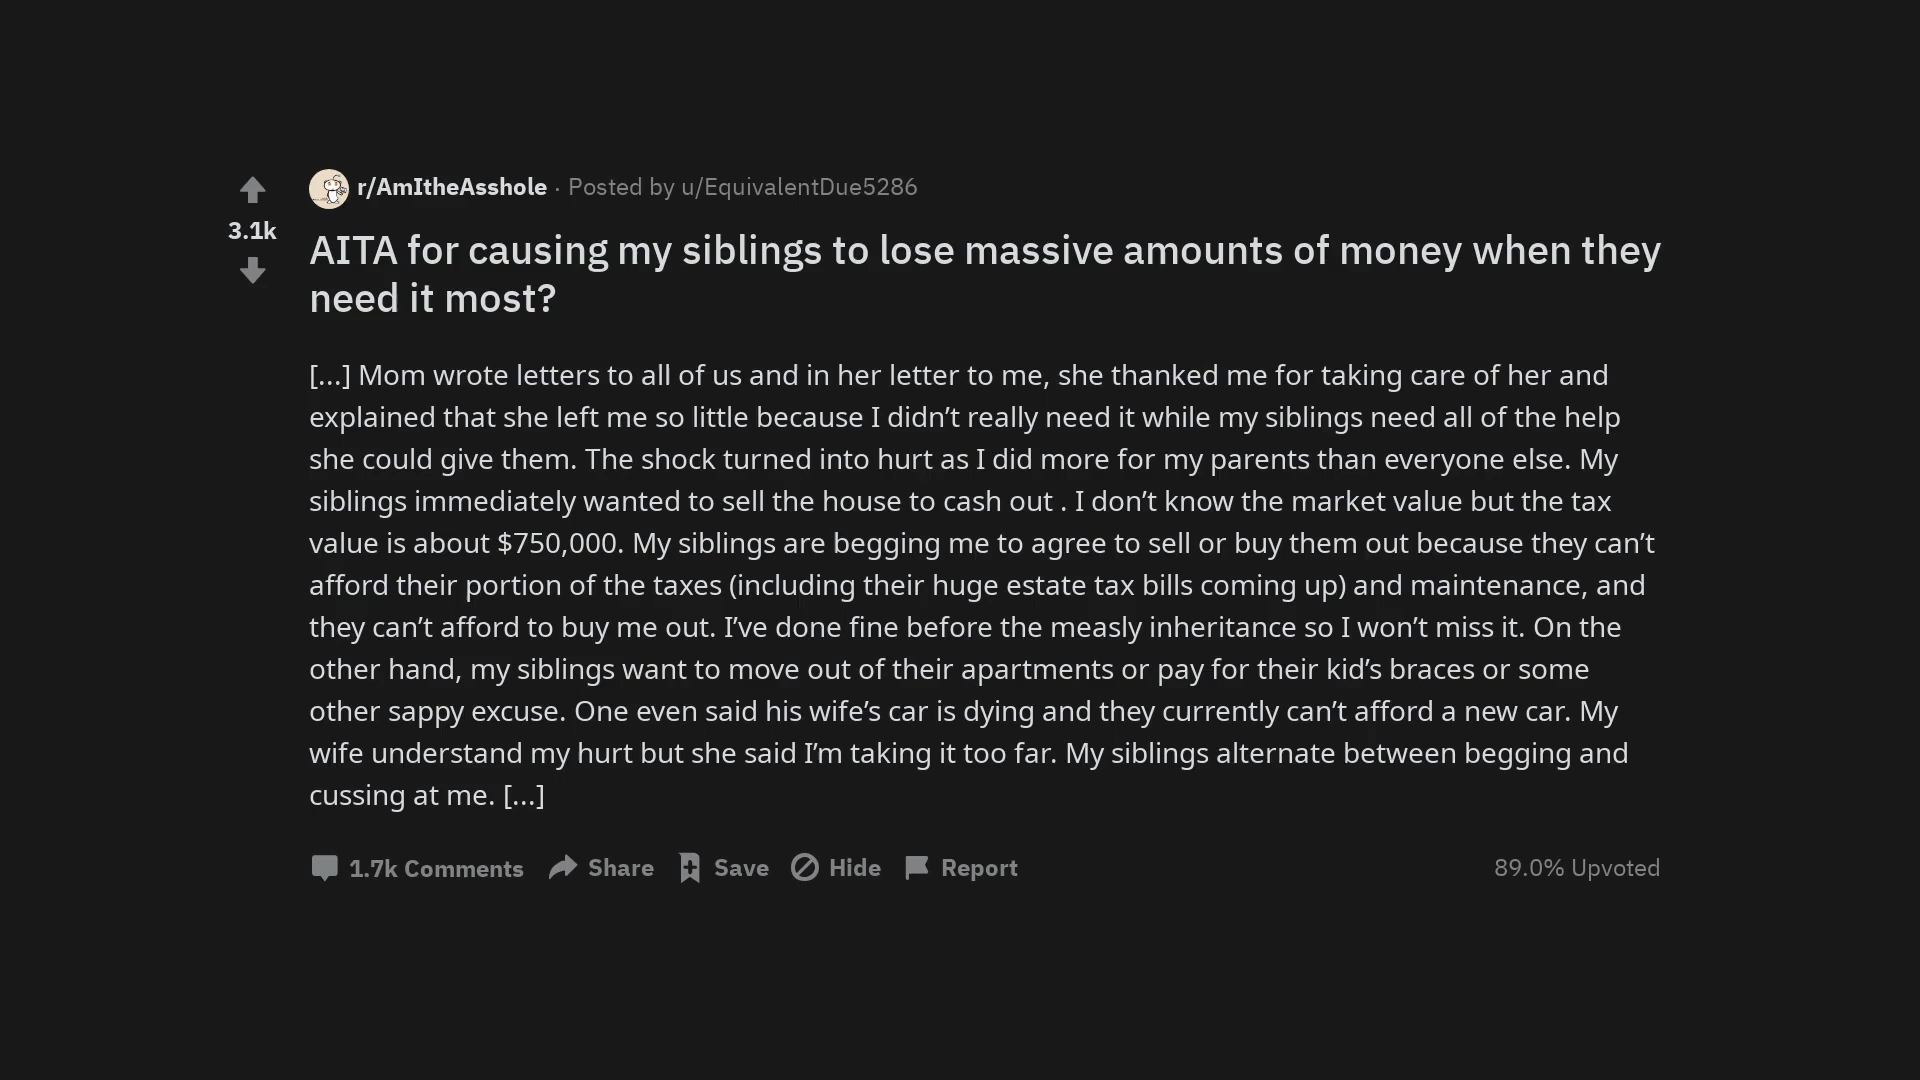 r/AmItheAsshole · Posted by u/EquivalentDue5286
3.1k
AITA for causing my siblings to lose massive amounts of money when they
need it most?
[...] Mom wrote letters to all of us and in her letter to me, she thanked me for taking care of her and
explained that she left me so little because I didn’t really need it while my siblings need all of the help
she could give them. The shock turned into hurt as I did more for my parents than everyone else. My
siblings immediately wanted to sell the house to cash out . I don’t know the market value but the tax
value is about $750,000. My siblings are begging me to agree to sell or buy them out because they can’t
afford their portion of the taxes (including their huge estate tax bills coming up) and maintenance, and
they can’t afford to buy me out. I’ve done fine before the measly inheritance so I won’t miss it. On the
other hand, my siblings want to move out of their apartments or pay for their kid’s braces or some
other sappy excuse. One even said his wife’s car is dying and they currently can’t afford a new car. My
wife understand my hurt but she said I’m taking it too far. My siblings alternate between begging and
cussing at me. [...]
1.7k Comments Share Save Hide Report 89.0% Upvoted